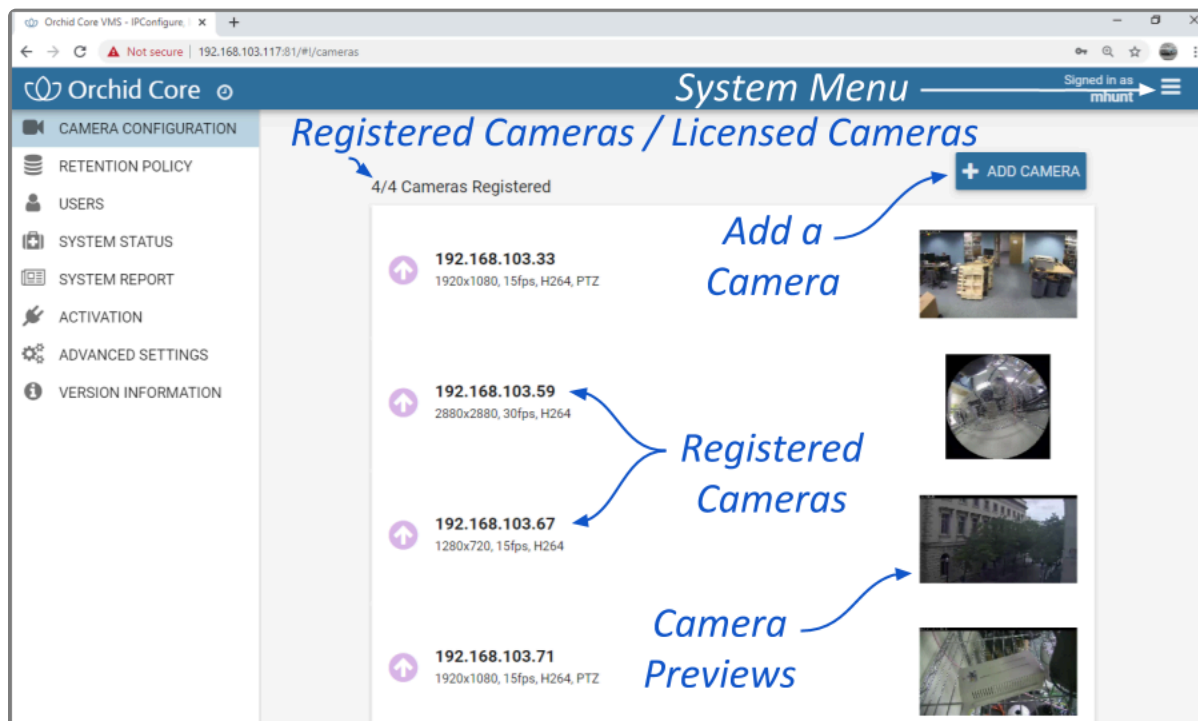 Orchid Core VMS - IPConfigure, I
Not secure | 192.168.103.117:81/#!/cameras
Orchid Core
System Menu
Signed in as
mhunt
CAMERA CONFIGURATION
RETENTION POLICY
USERS
SYSTEM STATUS
SYSTEM REPORT
ACTIVATION
ADVANCED SETTINGS
VERSION INFORMATION
Registered Cameras / Licensed Cameras
4/4 Cameras Registered
ADD CAMERA
Add a
Camera
192.168.103.33
1920x1080, 15fps, H264, PTZ
192.168.103.59
2880x2880, 30fps, H264
Registered
Cameras
192.168.103.67
1280x720, 15fps, H264
Camera
Previews
192.168.103.71
1920x1080, 15fps, H264, PTZ